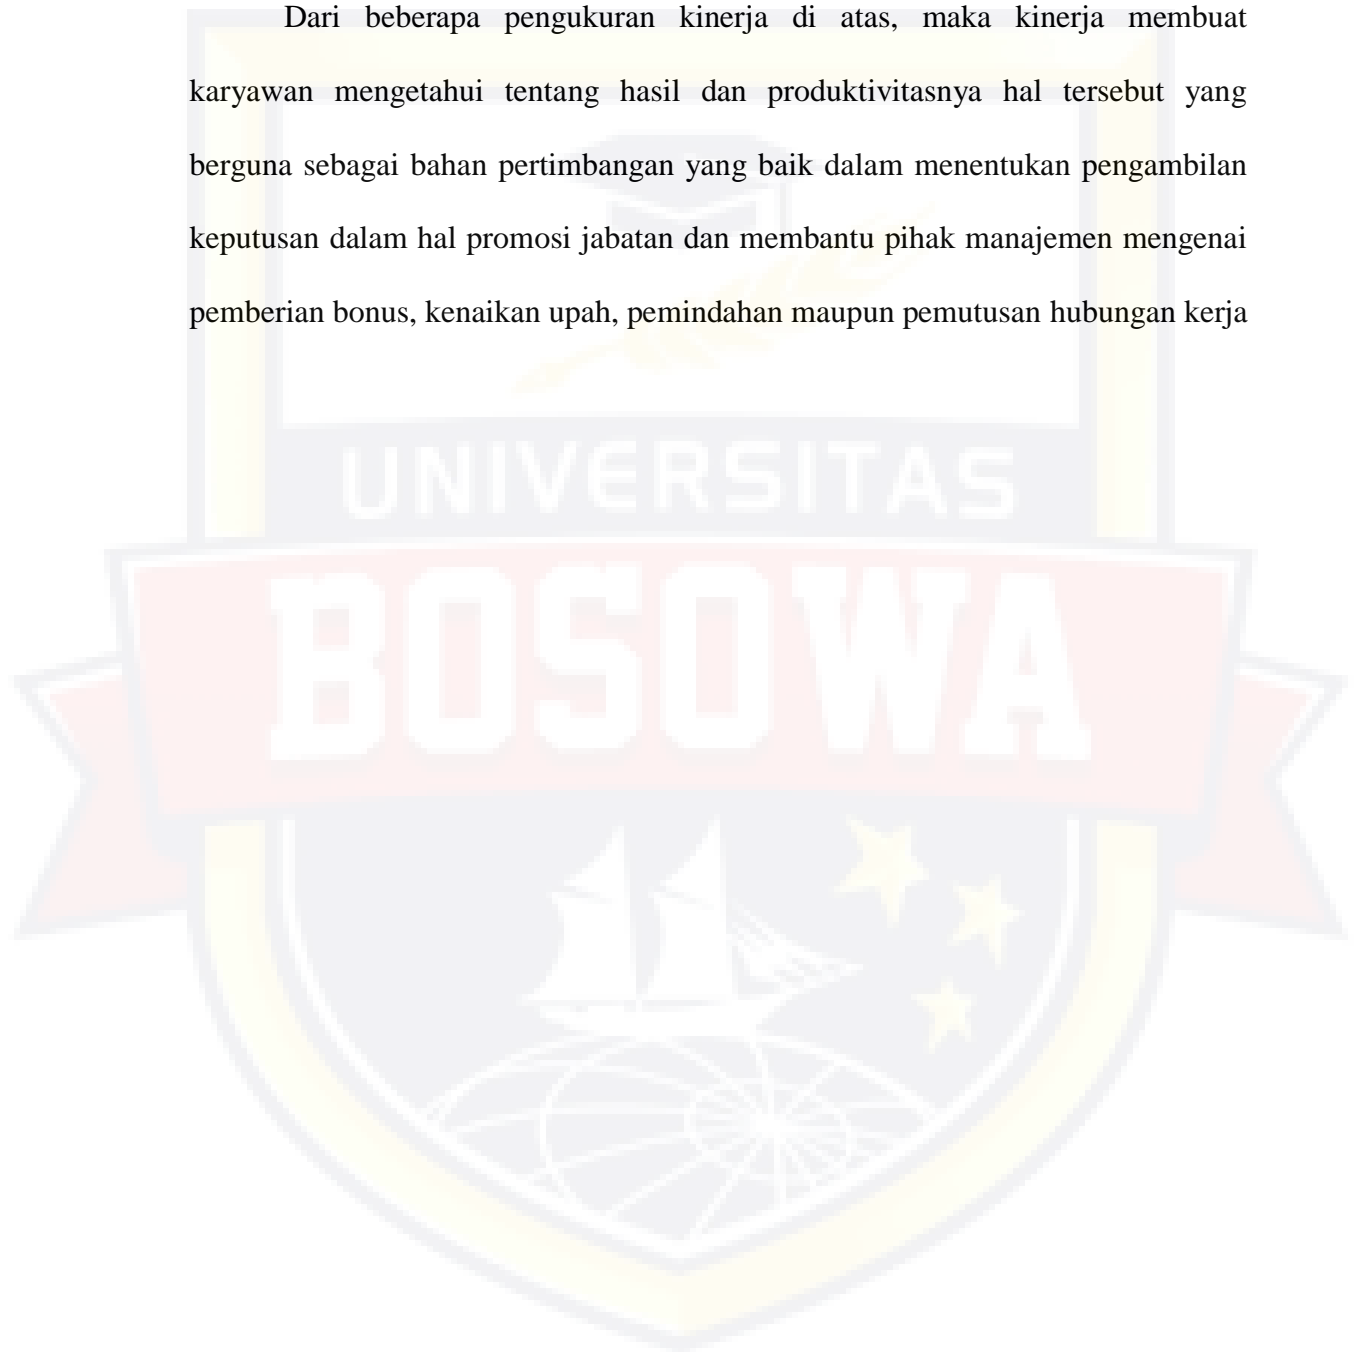 Dari beberapa pengukuran kinerja di atas, maka kinerja membuat
karyawan mengetahui tentang hasil dan produktivitasnya hal tersebut yang
berguna sebagai bahan pertimbangan yang baik dalam menentukan pengambilan
keputusan dalam hal promosi jabatan dan membantu pihak manajemen mengenai
pemberian bonus, kenaikan upah, pemindahan maupun pemutusan hubungan kerja
UNIVERSITAS
BOSOWA